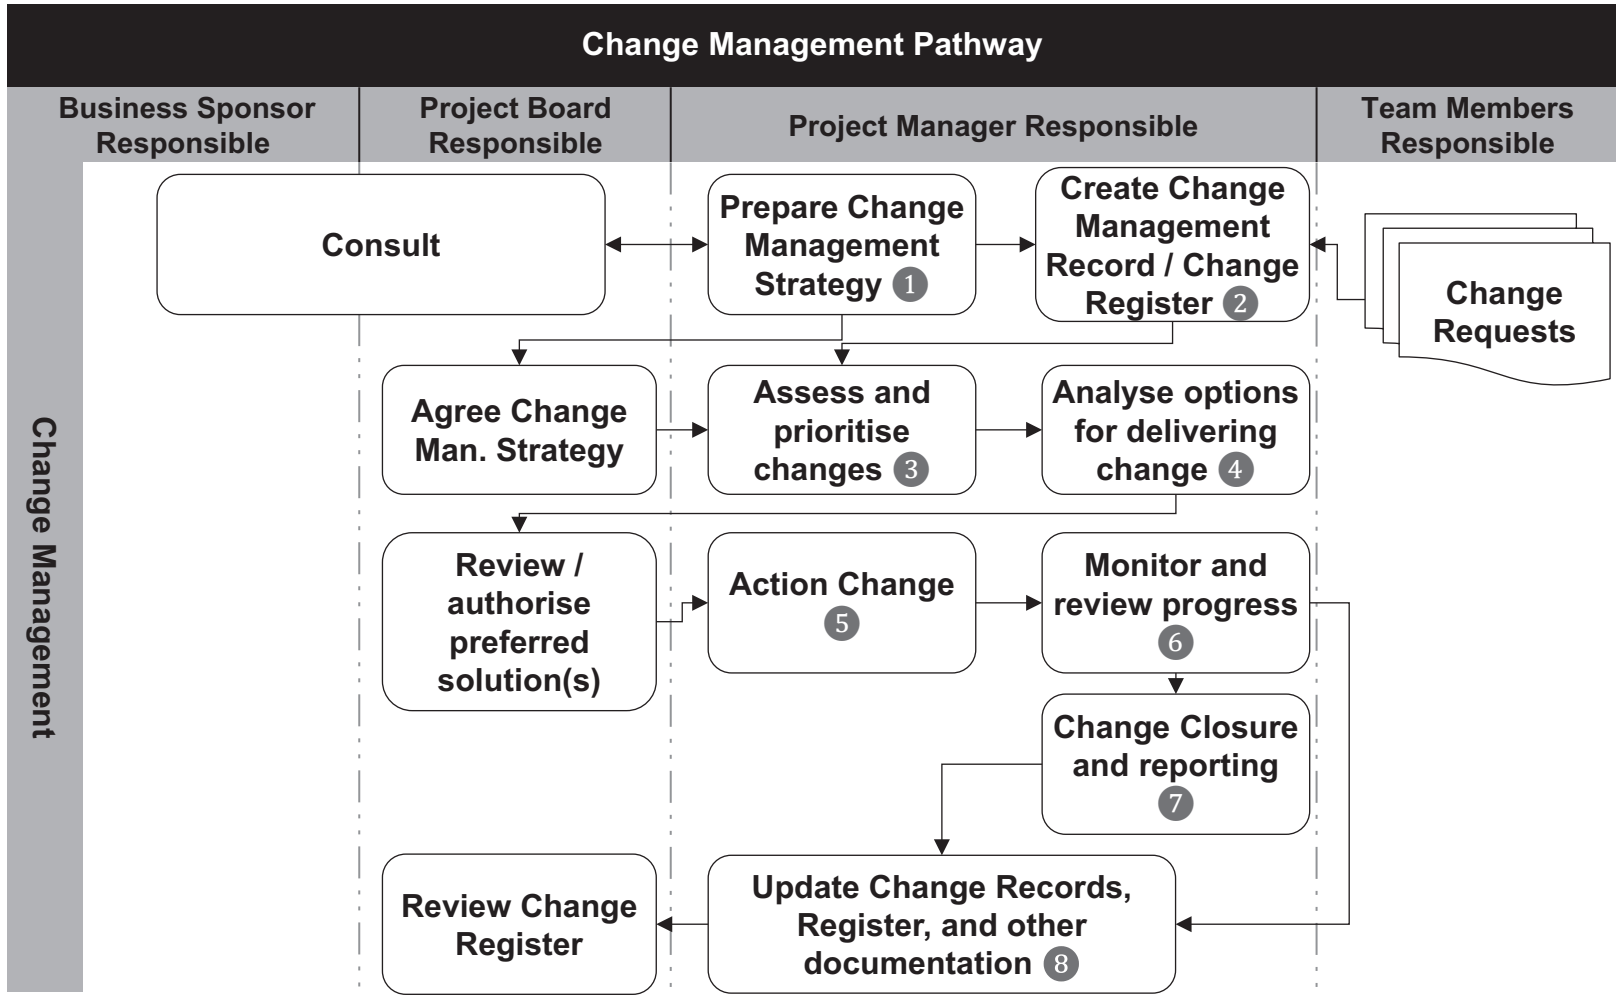 Change Management Pathway
Business Sponsor
Responsible
Project Board
Responsible
Project Manager Responsible
Team Members
Responsible
Change Management
Consult
Prepare Change
Management
Strategy 1
Create Change
Management
Record / Change
Register 2
Change
Requests
Agree Change
Man. Strategy
Assess and
prioritise
changes 3
Analyse options
for delivering
change 4
Review /
authorise
preferred
solution(s)
Action Change
5
Monitor and
review progress
6
Change Closure
and reporting
7
Review Change
Register
Update Change Records,
Register, and other
documentation 8